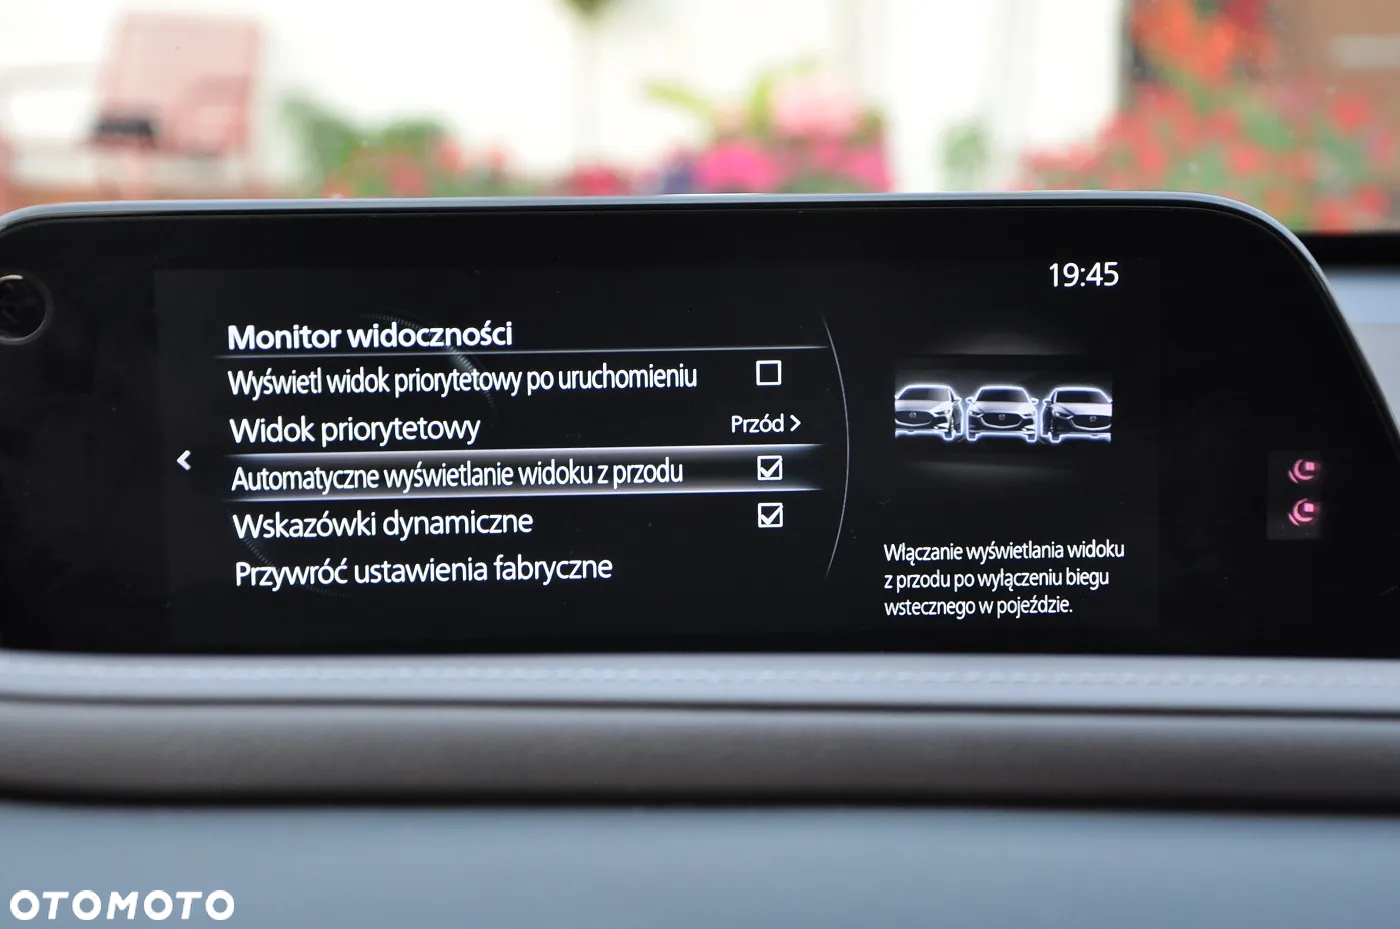 19:45
Monitor widoczności
Wyświetl widok priorytetowy po uruchomieniu
Widok priorytetowy Przód >
Automatyczne wyświetlanie widoku z przodu
Wskazówki dynamiczne
Przywróć ustawienia fabryczne
Włączanie wyświetlania widoku
z przodu po wyłączeniu biegu
wstecznego w pojeździe.
OTOMOTO